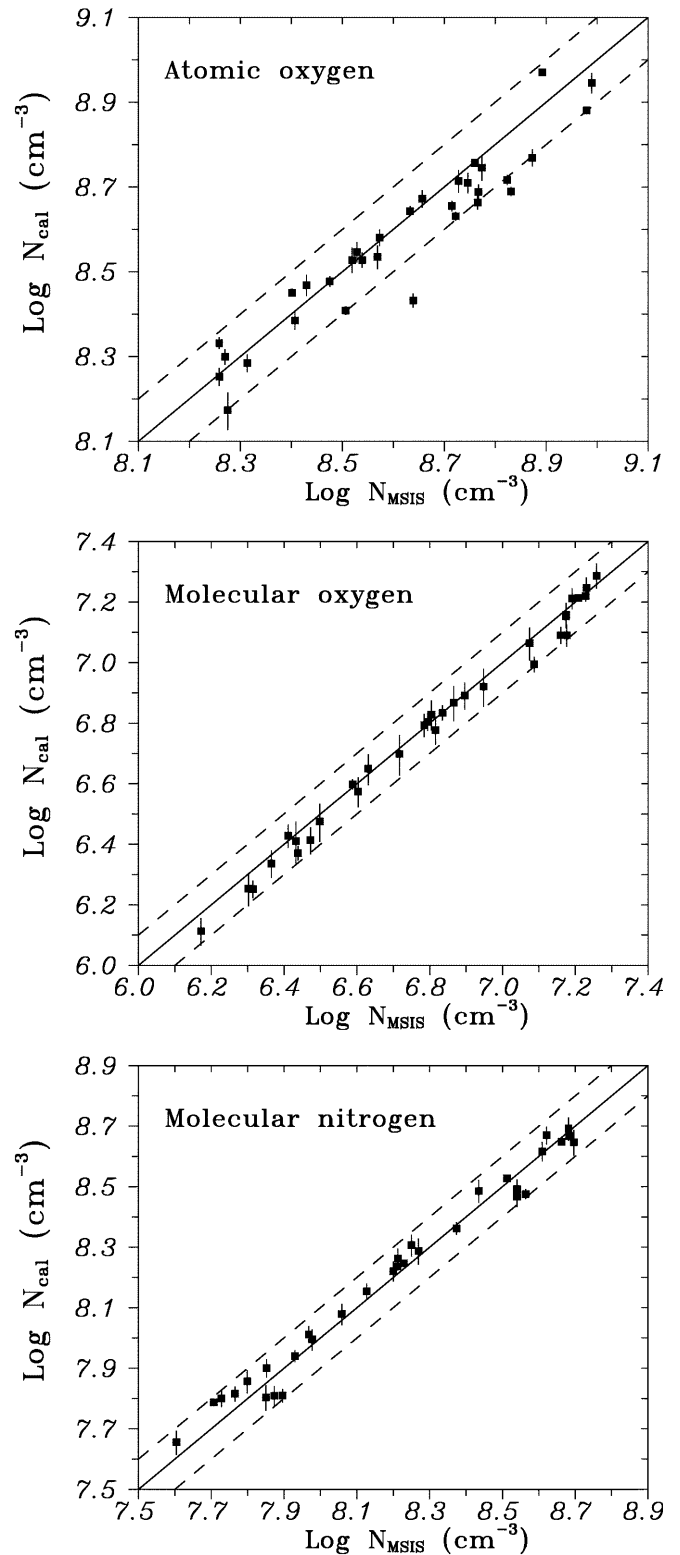 9.1
8.9
8.7
8.5
8.3
8.1
Log N_cal (cm⁻³)
Atomic oxygen
8.1 8.3 8.5 8.7 8.9 9.1
Log N_MSIS (cm⁻³)
7.4
7.2
7.0
6.8
6.6
6.4
6.2
6.0
Log N_cal (cm⁻³)
Molecular oxygen
6.0 6.2 6.4 6.6 6.8 7.0 7.2 7.4
Log N_MSIS (cm⁻³)
8.9
8.7
8.5
8.3
8.1
7.9
7.7
7.5
Log N_cal (cm⁻³)
Molecular nitrogen
7.5 7.7 7.9 8.1 8.3 8.5 8.7 8.9
Log N_MSIS (cm⁻³)